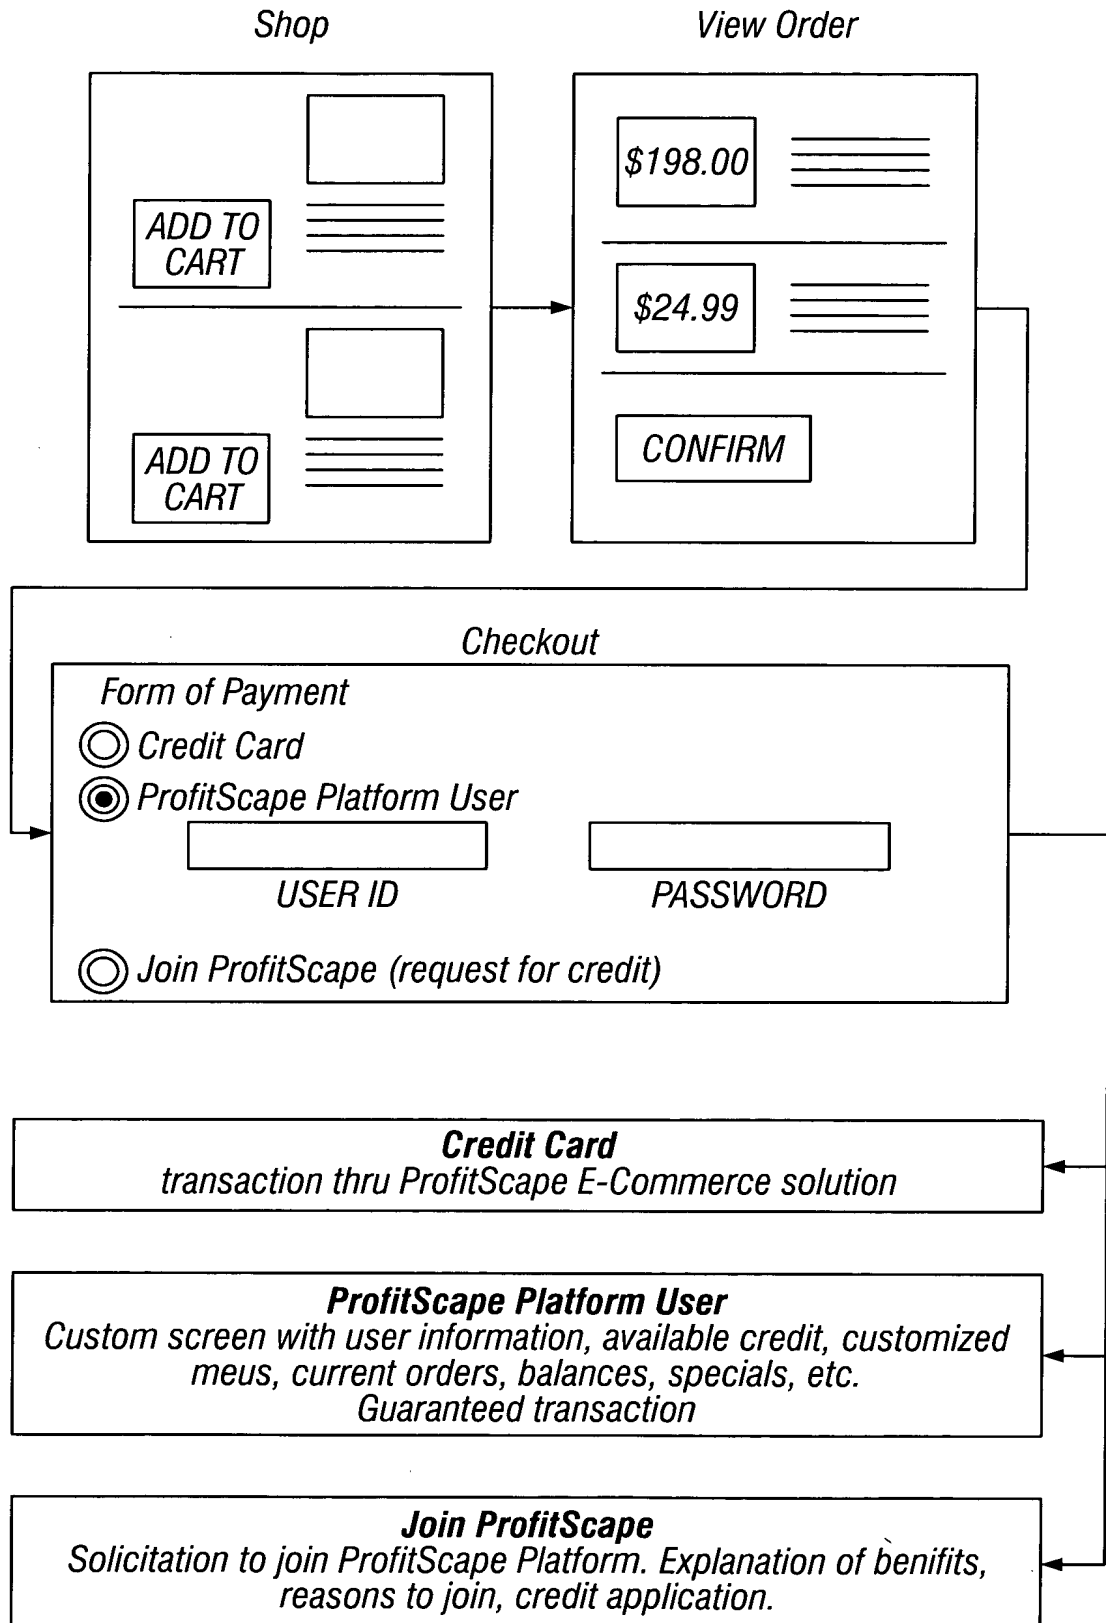 Shop
View Order
ADD TO
CART
ADD TO
CART
$198.00
$24.99
CONFIRM
Checkout
Form of Payment
Credit Card
ProfitScape Platform User
USER ID
PASSWORD
Join ProfitScape (request for credit)
Credit Card
transaction thru ProfitScape E-Commerce solution
ProfitScape Platform User
Custom screen with user information, available credit, customized
meus, current orders, balances, specials, etc.
Guaranteed transaction
Join ProfitScape
Solicitation to join ProfitScape Platform. Explanation of benifits,
reasons to join, credit application.